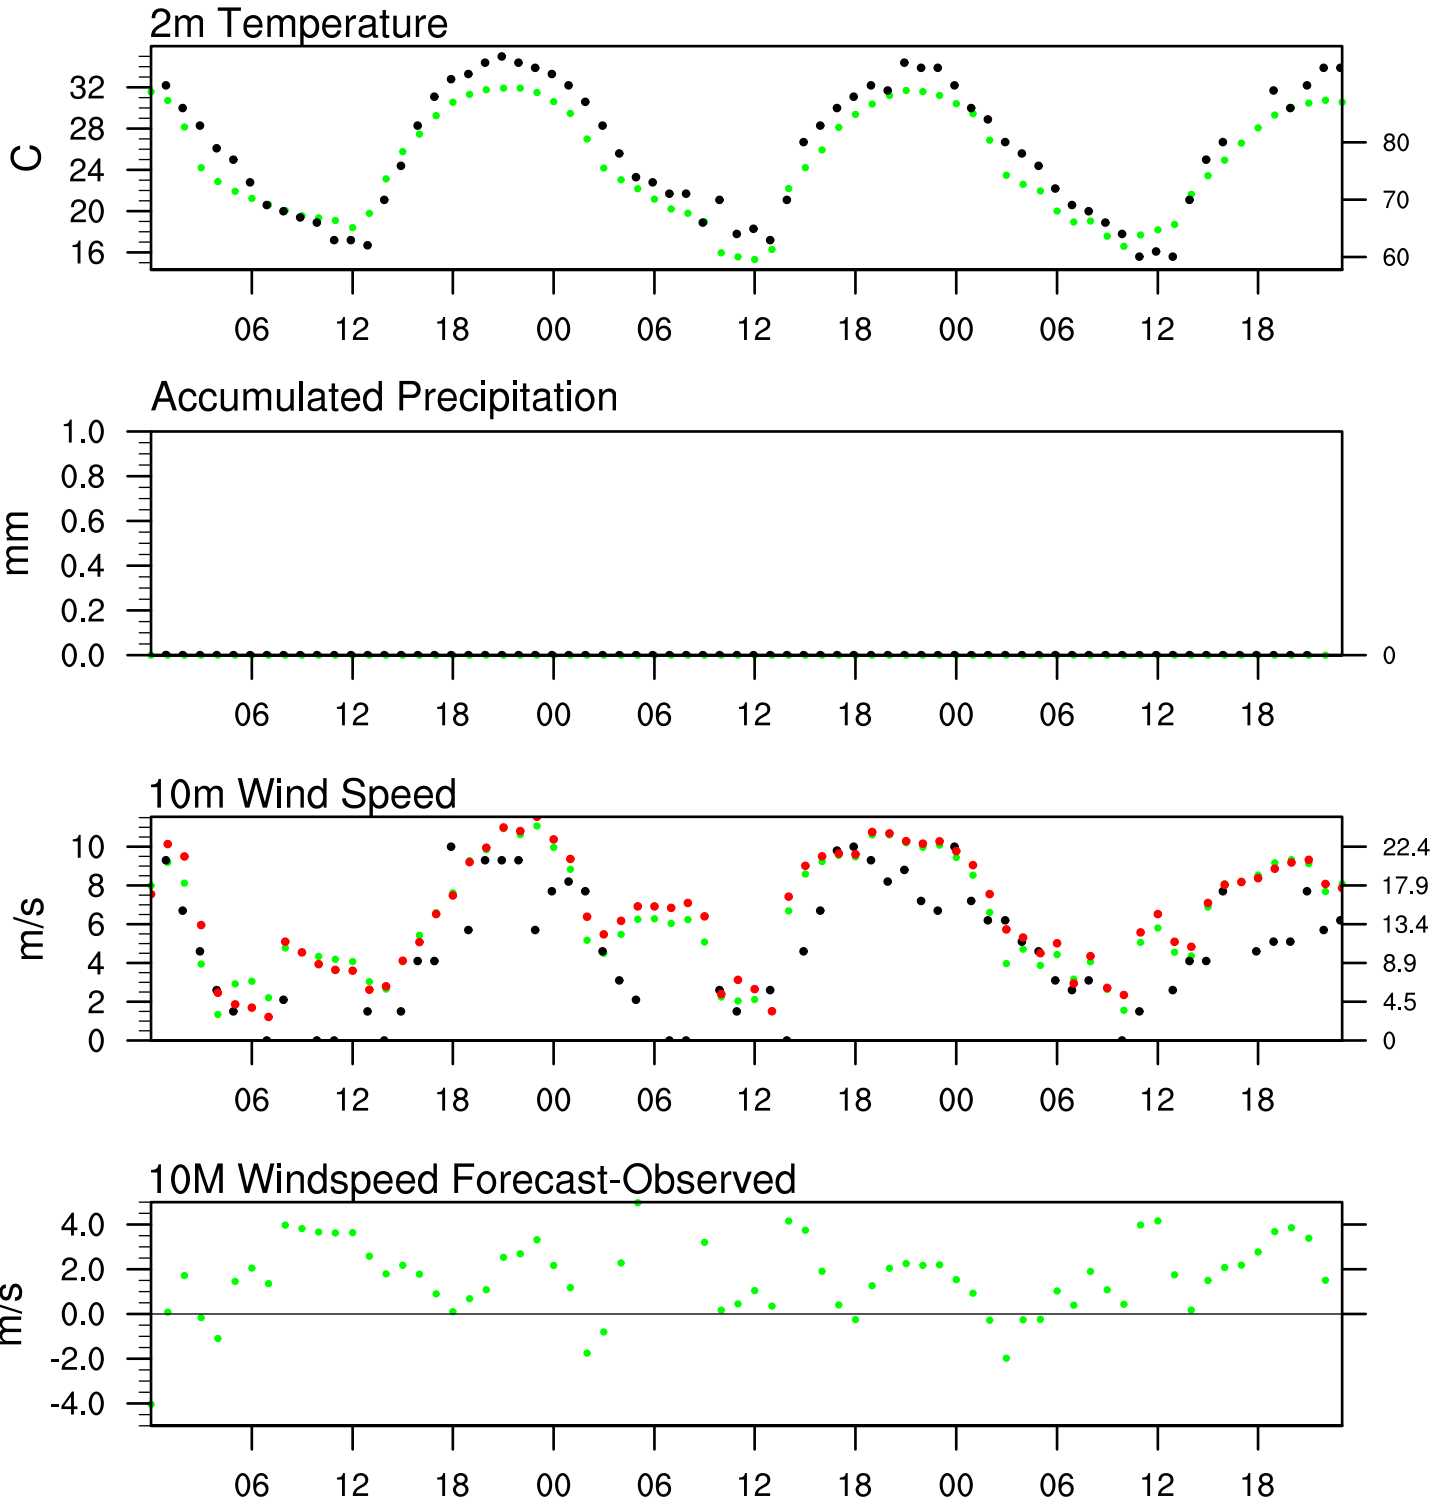 2m Temperature
32
28
24
20
16
C
80
70
60
06 12 18 00 06 12 18 00 06 12 18
Accumulated Precipitation
1.0
0.8
0.6
0.4
0.2
0.0
mm
0
06 12 18 00 06 12 18 00 06 12 18
10m Wind Speed
10
8
6
4
2
0
m/s
22.4
17.9
13.4
8.9
4.5
0
06 12 18 00 06 12 18 00 06 12 18
10M Windspeed Forecast-Observed
4.0
2.0
0.0
-2.0
-4.0
m/s
06 12 18 00 06 12 18 00 06 12 18